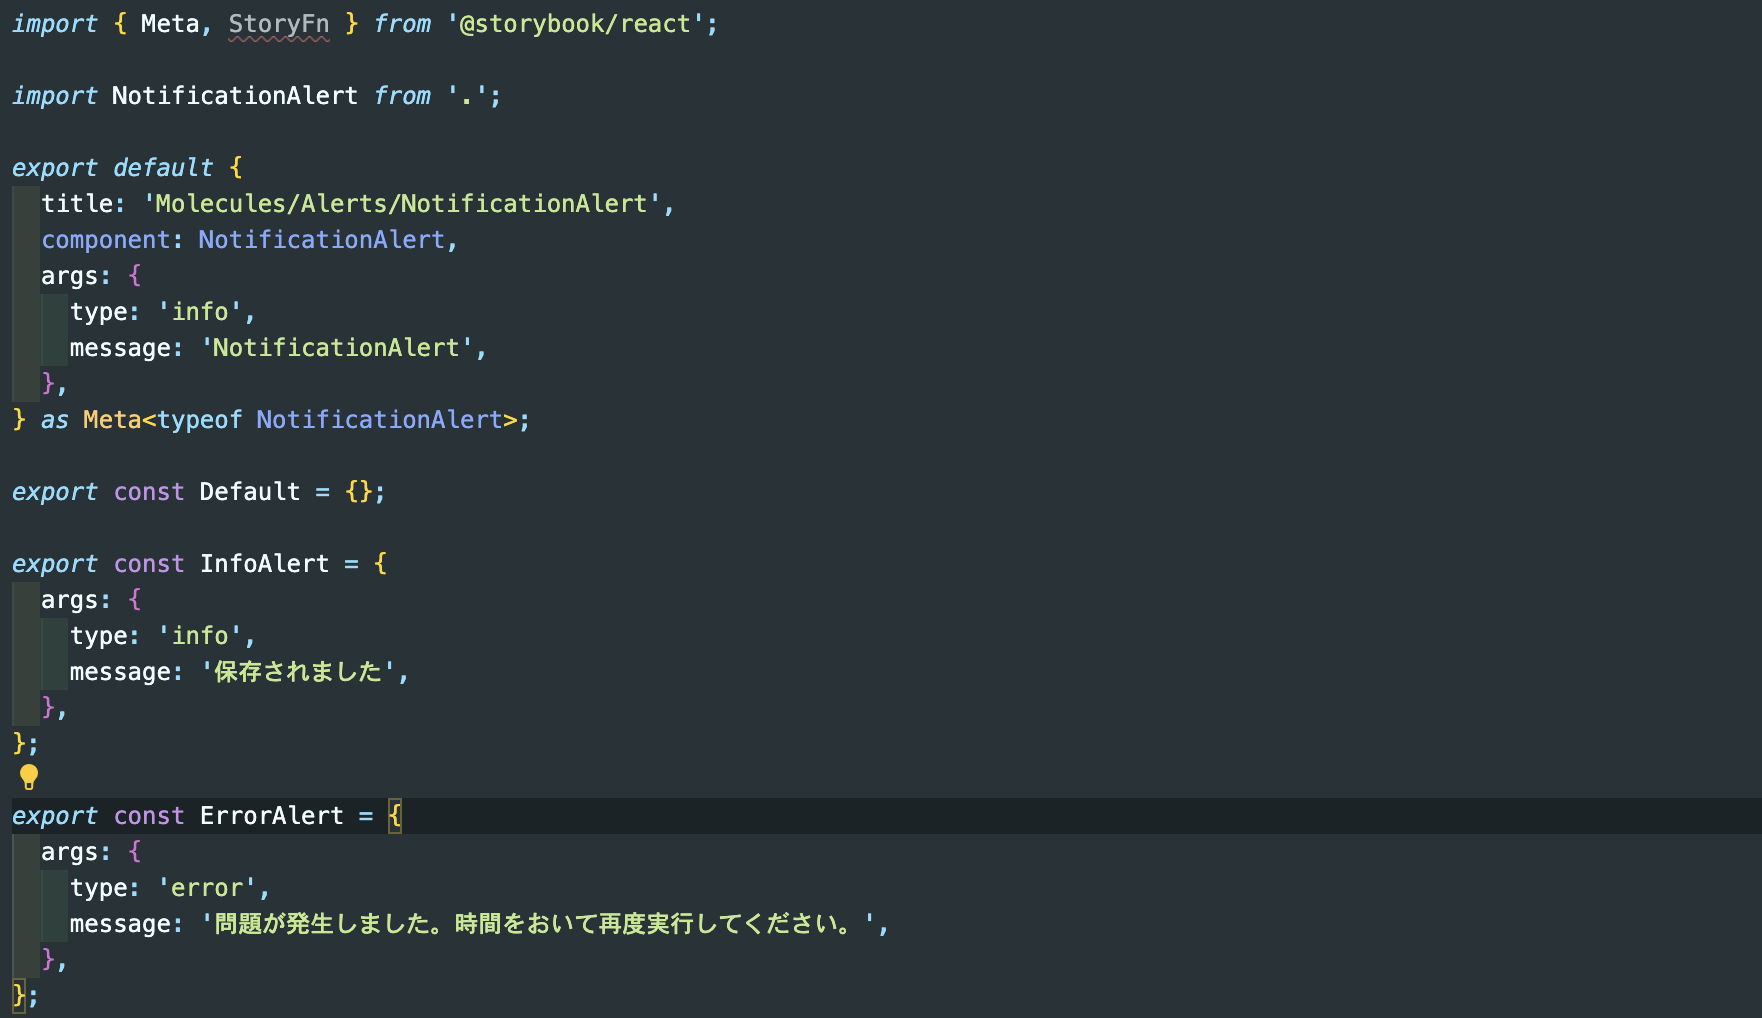 import { Meta, StoryFn } from '@storybook/react';
import NotificationAlert from '.';
export default {
title: 'Molecules/Alerts/NotificationAlert',
component: NotificationAlert,
args: {
type: 'info',
message: 'NotificationAlert',
},
} as Meta<typeof NotificationAlert>;
export const Default = {};
export const InfoAlert = {
args: {
type: 'info',
message: '保存されました',
},
};
export const ErrorAlert = {
args: {
type: 'error',
message: '問題が発生しました。時間をおいて再度実行してください。',
},
};